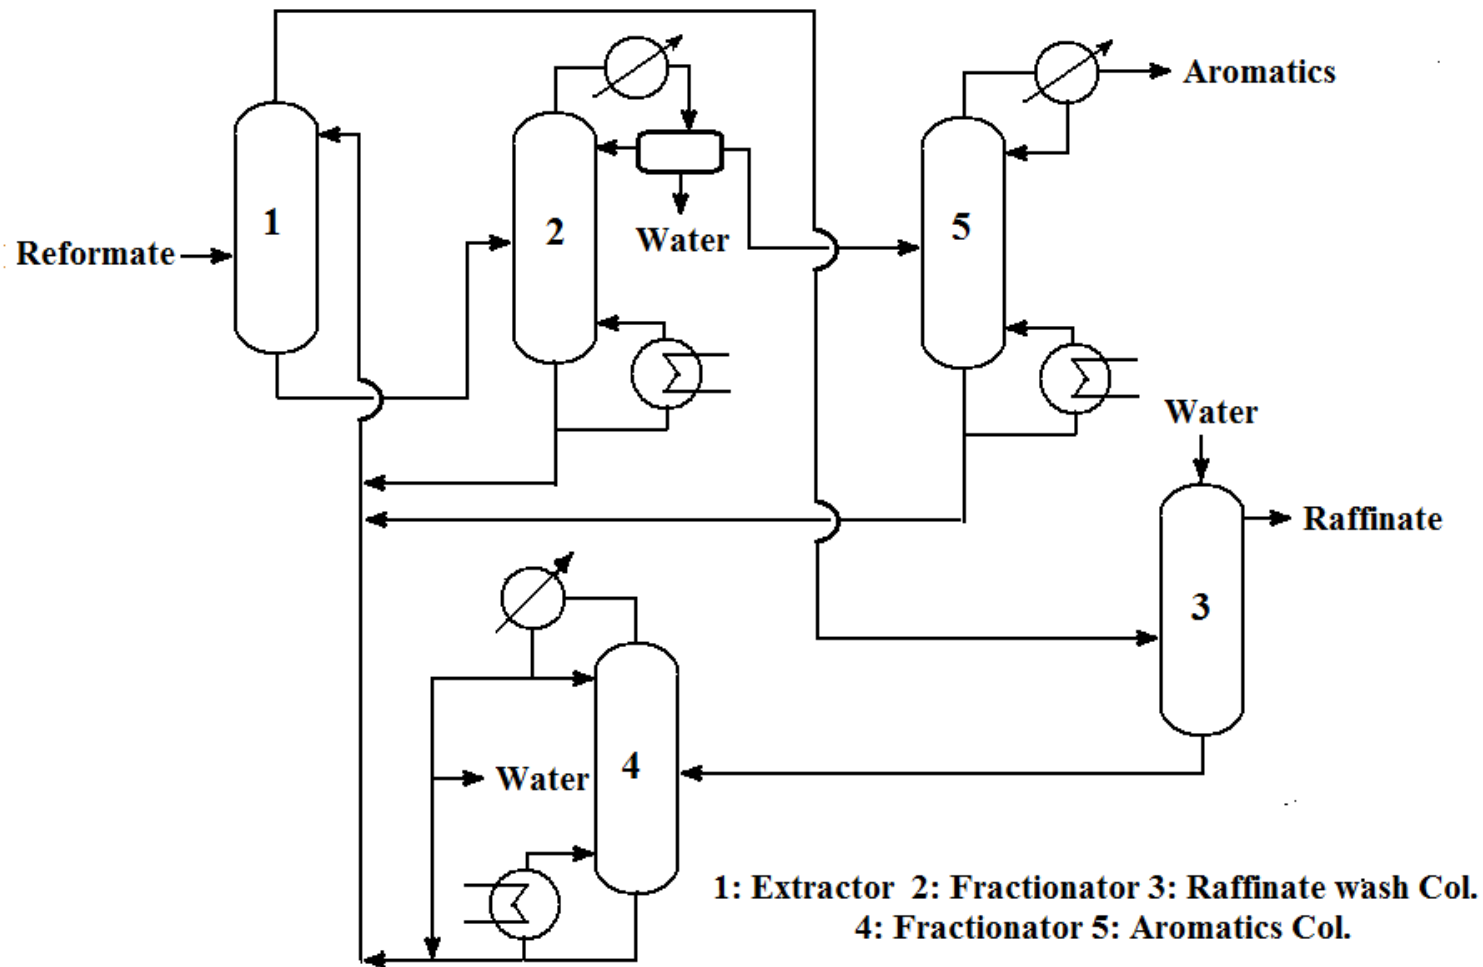 Aromatics
1
2
5
Water
Reformate
Water
Raffinate
3
4
Water
1: Extractor 2: Fractionator 3: Raffinate wash Col.
4: Fractionator 5: Aromatics Col.